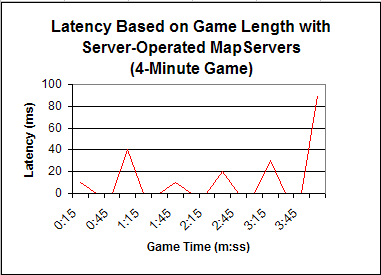 Latency Based on Game Length with
Server-Operated MapServers
(4-Minute Game)
100
80
60
40
20
0
Latency (ms)
0:15
0:45
1:15
1:45
2:15
2:45
3:15
3:45
Game Time (m:ss)